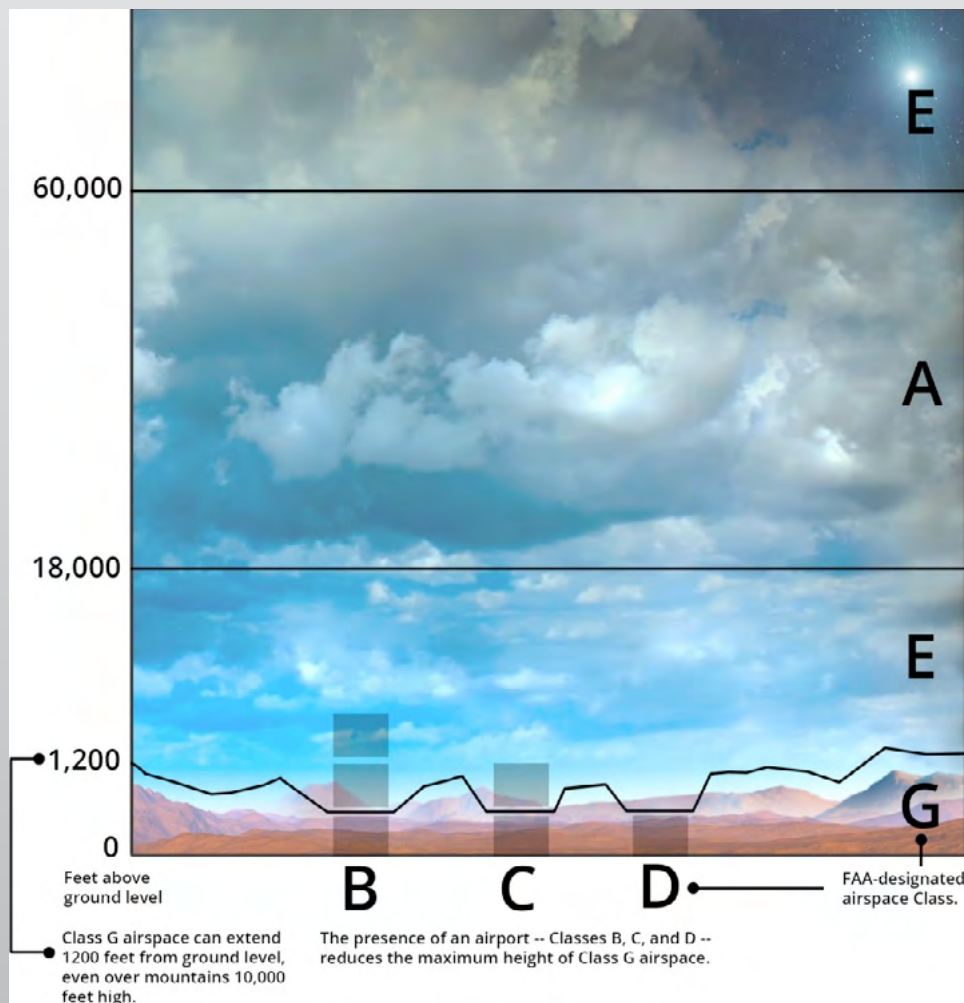 E
60,000
A
18,000
E
1,200
G
0
Feet above
ground level
B
C
D
FAA-designated
airspace Class.
Class G airspace can extend
1200 feet from ground level,
even over mountains 10,000
feet high.
The presence of an airport -- Classes B, C, and D --
reduces the maximum height of Class G airspace.